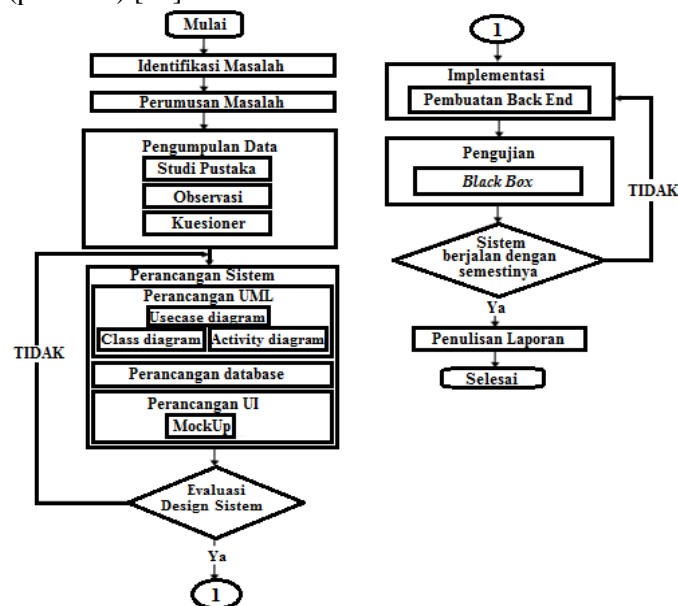 Mulai
Identifikasi Masalah
Perumusan Masalah
Pengumpulan Data
Studi Pustaka
Observasi
Kuesioner
Perancangan Sistem
Perancangan UML
Usecase diagram
Class diagram
Activity diagram
Perancangan database
Perancangan UI
MockUp
TIDAK
Evaluasi
Design Sistem
Ya
1
1
Implementasi
Pembuatan Back End
Pengujian
Black Box
TIDAK
Sistem
berjalan dengan
semestinya
Ya
Penulisan Laporan
Selesai